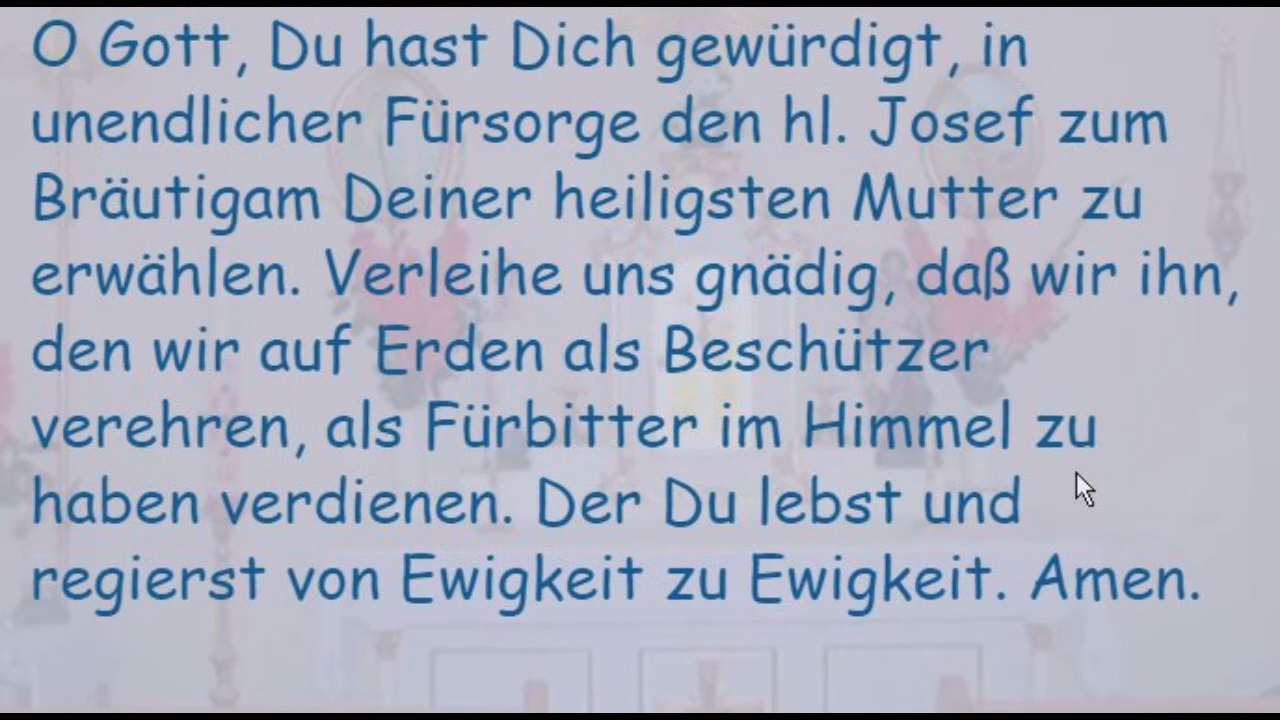 O Gott, Du hast Dich gewürdigt, in
unendlicher Fürsorge den hl. Josef zum
Bräutigam Deiner heiligsten Mutter zu
erwählen. Verleihe uns gnädig, daß wir ihn,
den wir auf Erden als Beschützer
verehren, als Fürbitter im Himmel zu
haben verdienen. Der Du lebst und
regierst von Ewigkeit zu Ewigkeit. Amen.